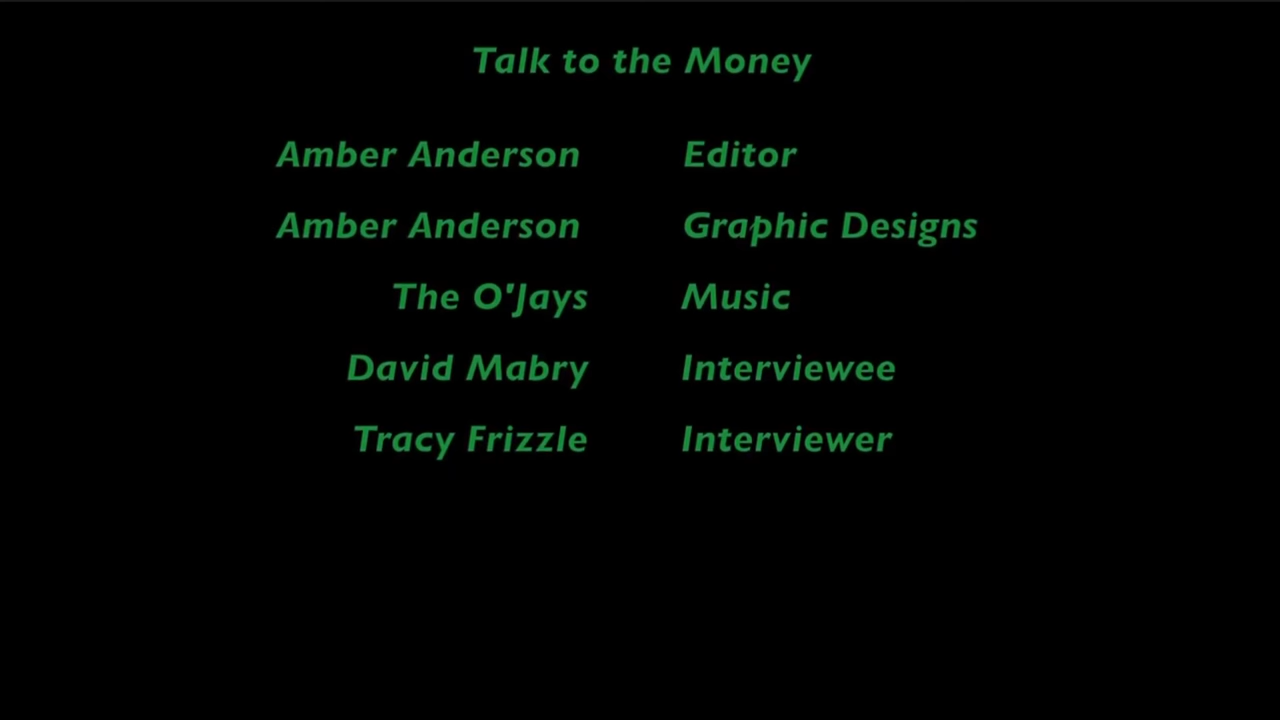 Talk to the Money
Amber Anderson Editor
Amber Anderson Graphic Designs
The O'Jays Music
David Mabry Interviewee
Tracy Frizzle Interviewer